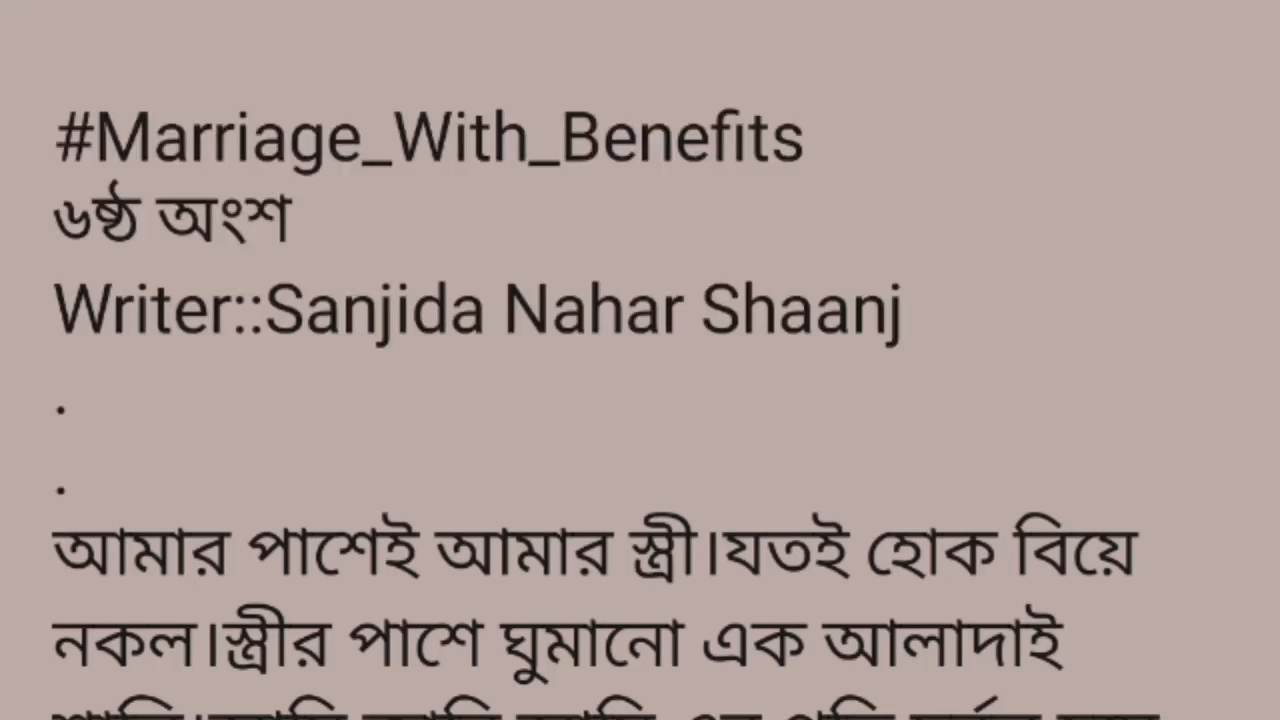 #Marriage_With_Benefits
৬ষ্ঠ অংশ
Writer::Sanjida Nahar Shaanj
.
.
আমার পাশেই আমার স্ত্রী।যতই হোক বিয়ে
নকল।স্ত্রীর পাশে ঘুমানো এক আলাদাই